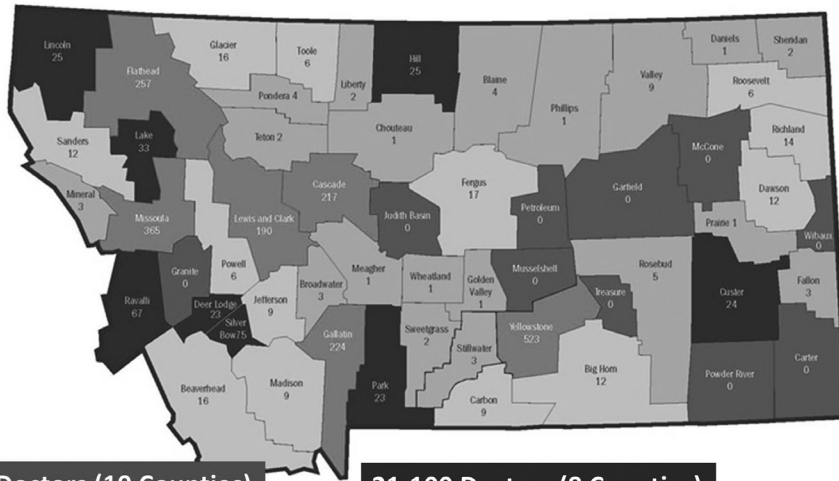 Lincoln
25
Flathead
257
Glacier
16
Toole
6
Liberty
2
Hill
25
Blaine
4
Phillips
1
Valley
9
Daniels
1
Sheridan
2
Roosevelt
6
Pondera 4
Teton 2
Chouteau
1
Sanders
12
Lake
33
Mineral
3
Missoula
365
Lewis and Clark
190
Cascade
217
Judith Basin
0
Fergus
17
Petroleum
0
Garfield
0
McCone
0
Richland
14
Dawson
12
Prairie 1
Wibaux
0
Powell
6
Granite
0
Deer Lodge
23
Silver
Bow75
Ravalli
67
Jefferson
9
Broadwater
3
Meagher
1
Wheatland
1
Golden
Valley
1
Musselshell
0
Treasure
0
Rosebud
5
Custer
24
Fallon
3
Gallatin
224
Park
23
Sweetgrass
2
Stillwater
3
Yellowstone
523
Big Horn
12
Powder River
0
Carter
0
Beaverhead
16
Madison
9
Carbon
9
Doctors (10 Counties)
21-100 Doctors (8 Counties)